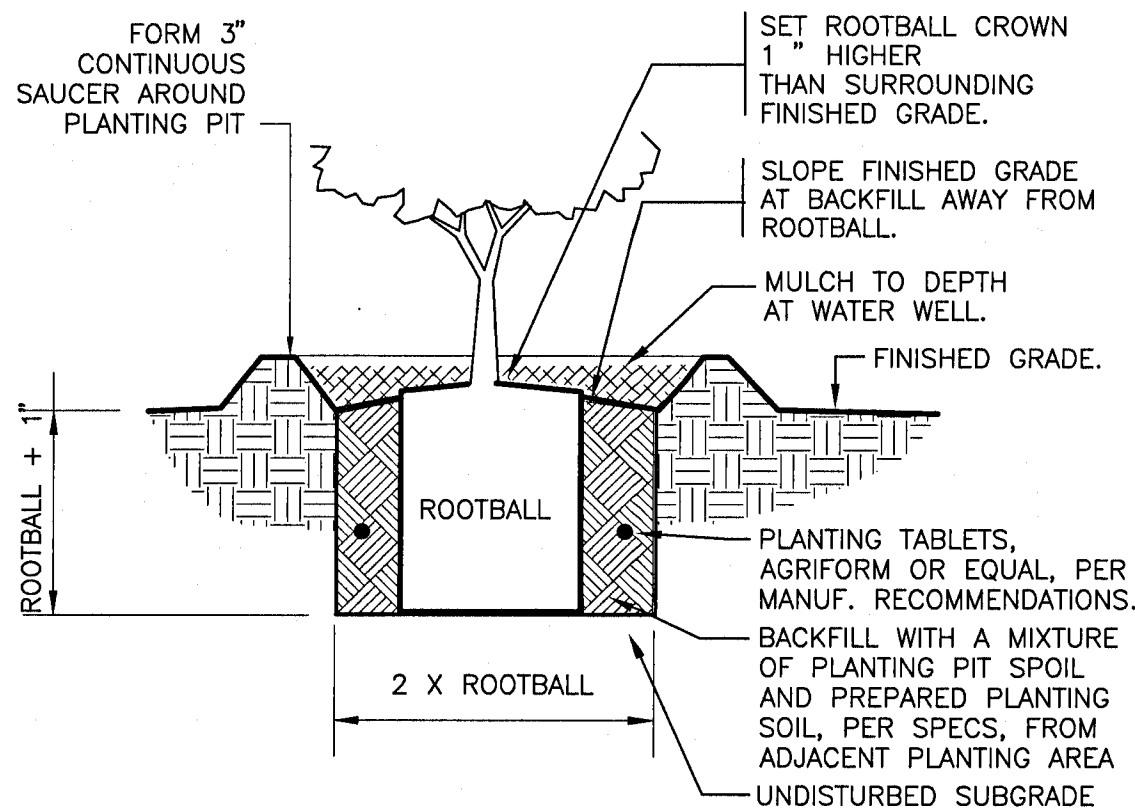 FORM 3"
CONTINUOUS
SAUCER AROUND
PLANTING PIT
SET ROOTBALL CROWN
1 " HIGHER
THAN SURROUNDING
FINISHED GRADE.
SLOPE FINISHED GRADE
AT BACKFILL AWAY FROM
ROOTBALL.
MULCH TO DEPTH
AT WATER WELL.
FINISHED GRADE.
ROOTBALL + 1"
ROOTBALL
2 X ROOTBALL
PLANTING TABLETS,
AGRIFORM OR EQUAL, PER
MANUF. RECOMMENDATIONS.
BACKFILL WITH A MIXTURE
OF PLANTING PIT SPOIL
AND PREPARED PLANTING
SOIL, PER SPECS, FROM
ADJACENT PLANTING AREA
UNDISTURBED SUBGRADE